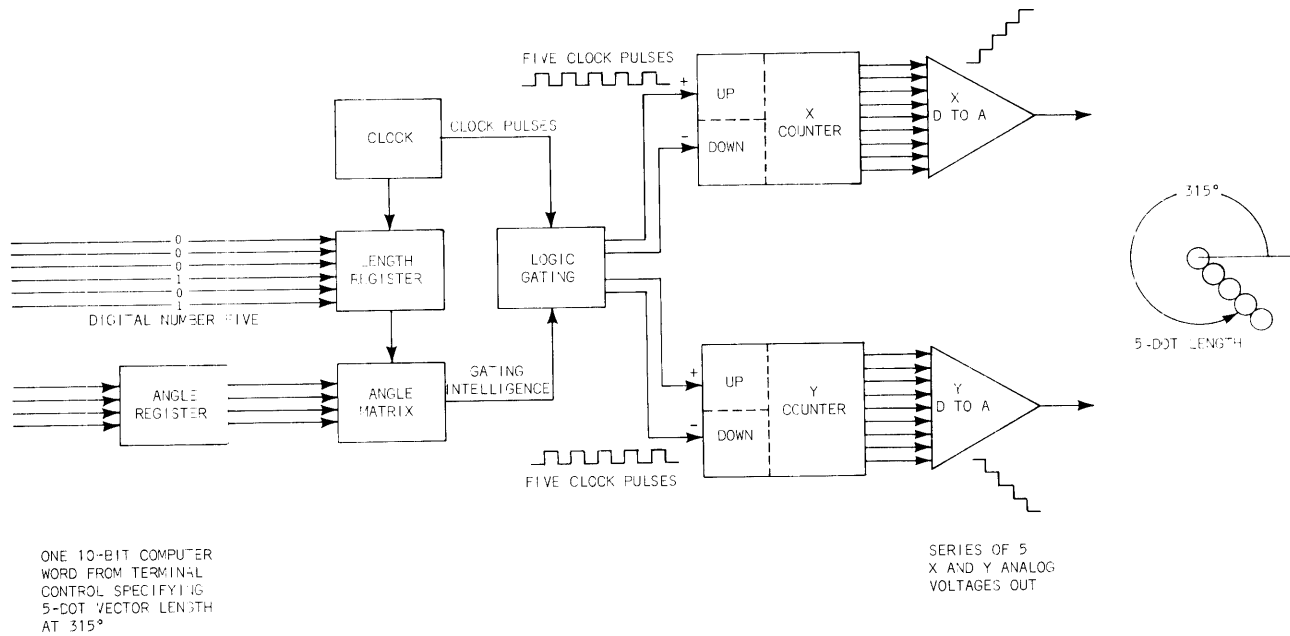 FIVE CLOCK PULSES
+
UP
-
DOWN
X
COUNTER
X
D TO A
CLOCK
CLOCK PULSES
315°
0
0
0
1
0
1
LENGTH
REGISTER
LOGIC
GATING
DIGITAL NUMBER FIVE
5-DOT LENGTH
ANGLE
REGISTER
ANGLE
MATRIX
GATING
INTELLIGENCE
+
UP
-
DOWN
Y
COUNTER
Y
D TO A
FIVE CLOCK PULSES
ONE 10-BIT COMPUTER
WORD FROM TERMINAL
CONTROL SPECIFYING
5-DOT VECTOR LENGTH
AT 315°
SERIES OF 5
X AND Y ANALOG
VOLTAGES OUT